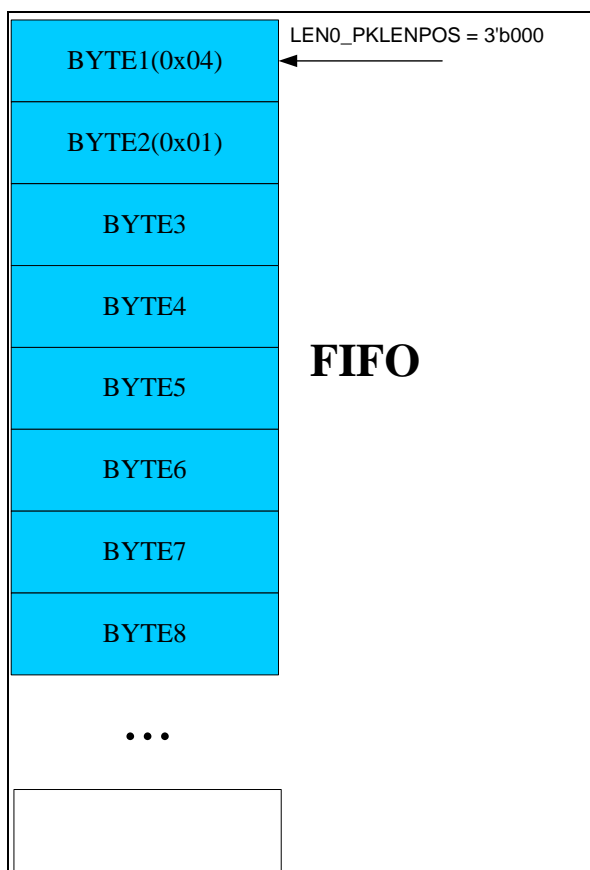 BYTE1(0x04)
LEN0_PKLENPOS = 3'b000
BYTE2(0x01)
BYTE3
BYTE4
FIFO
BYTE5
BYTE6
BYTE7
BYTE8
...